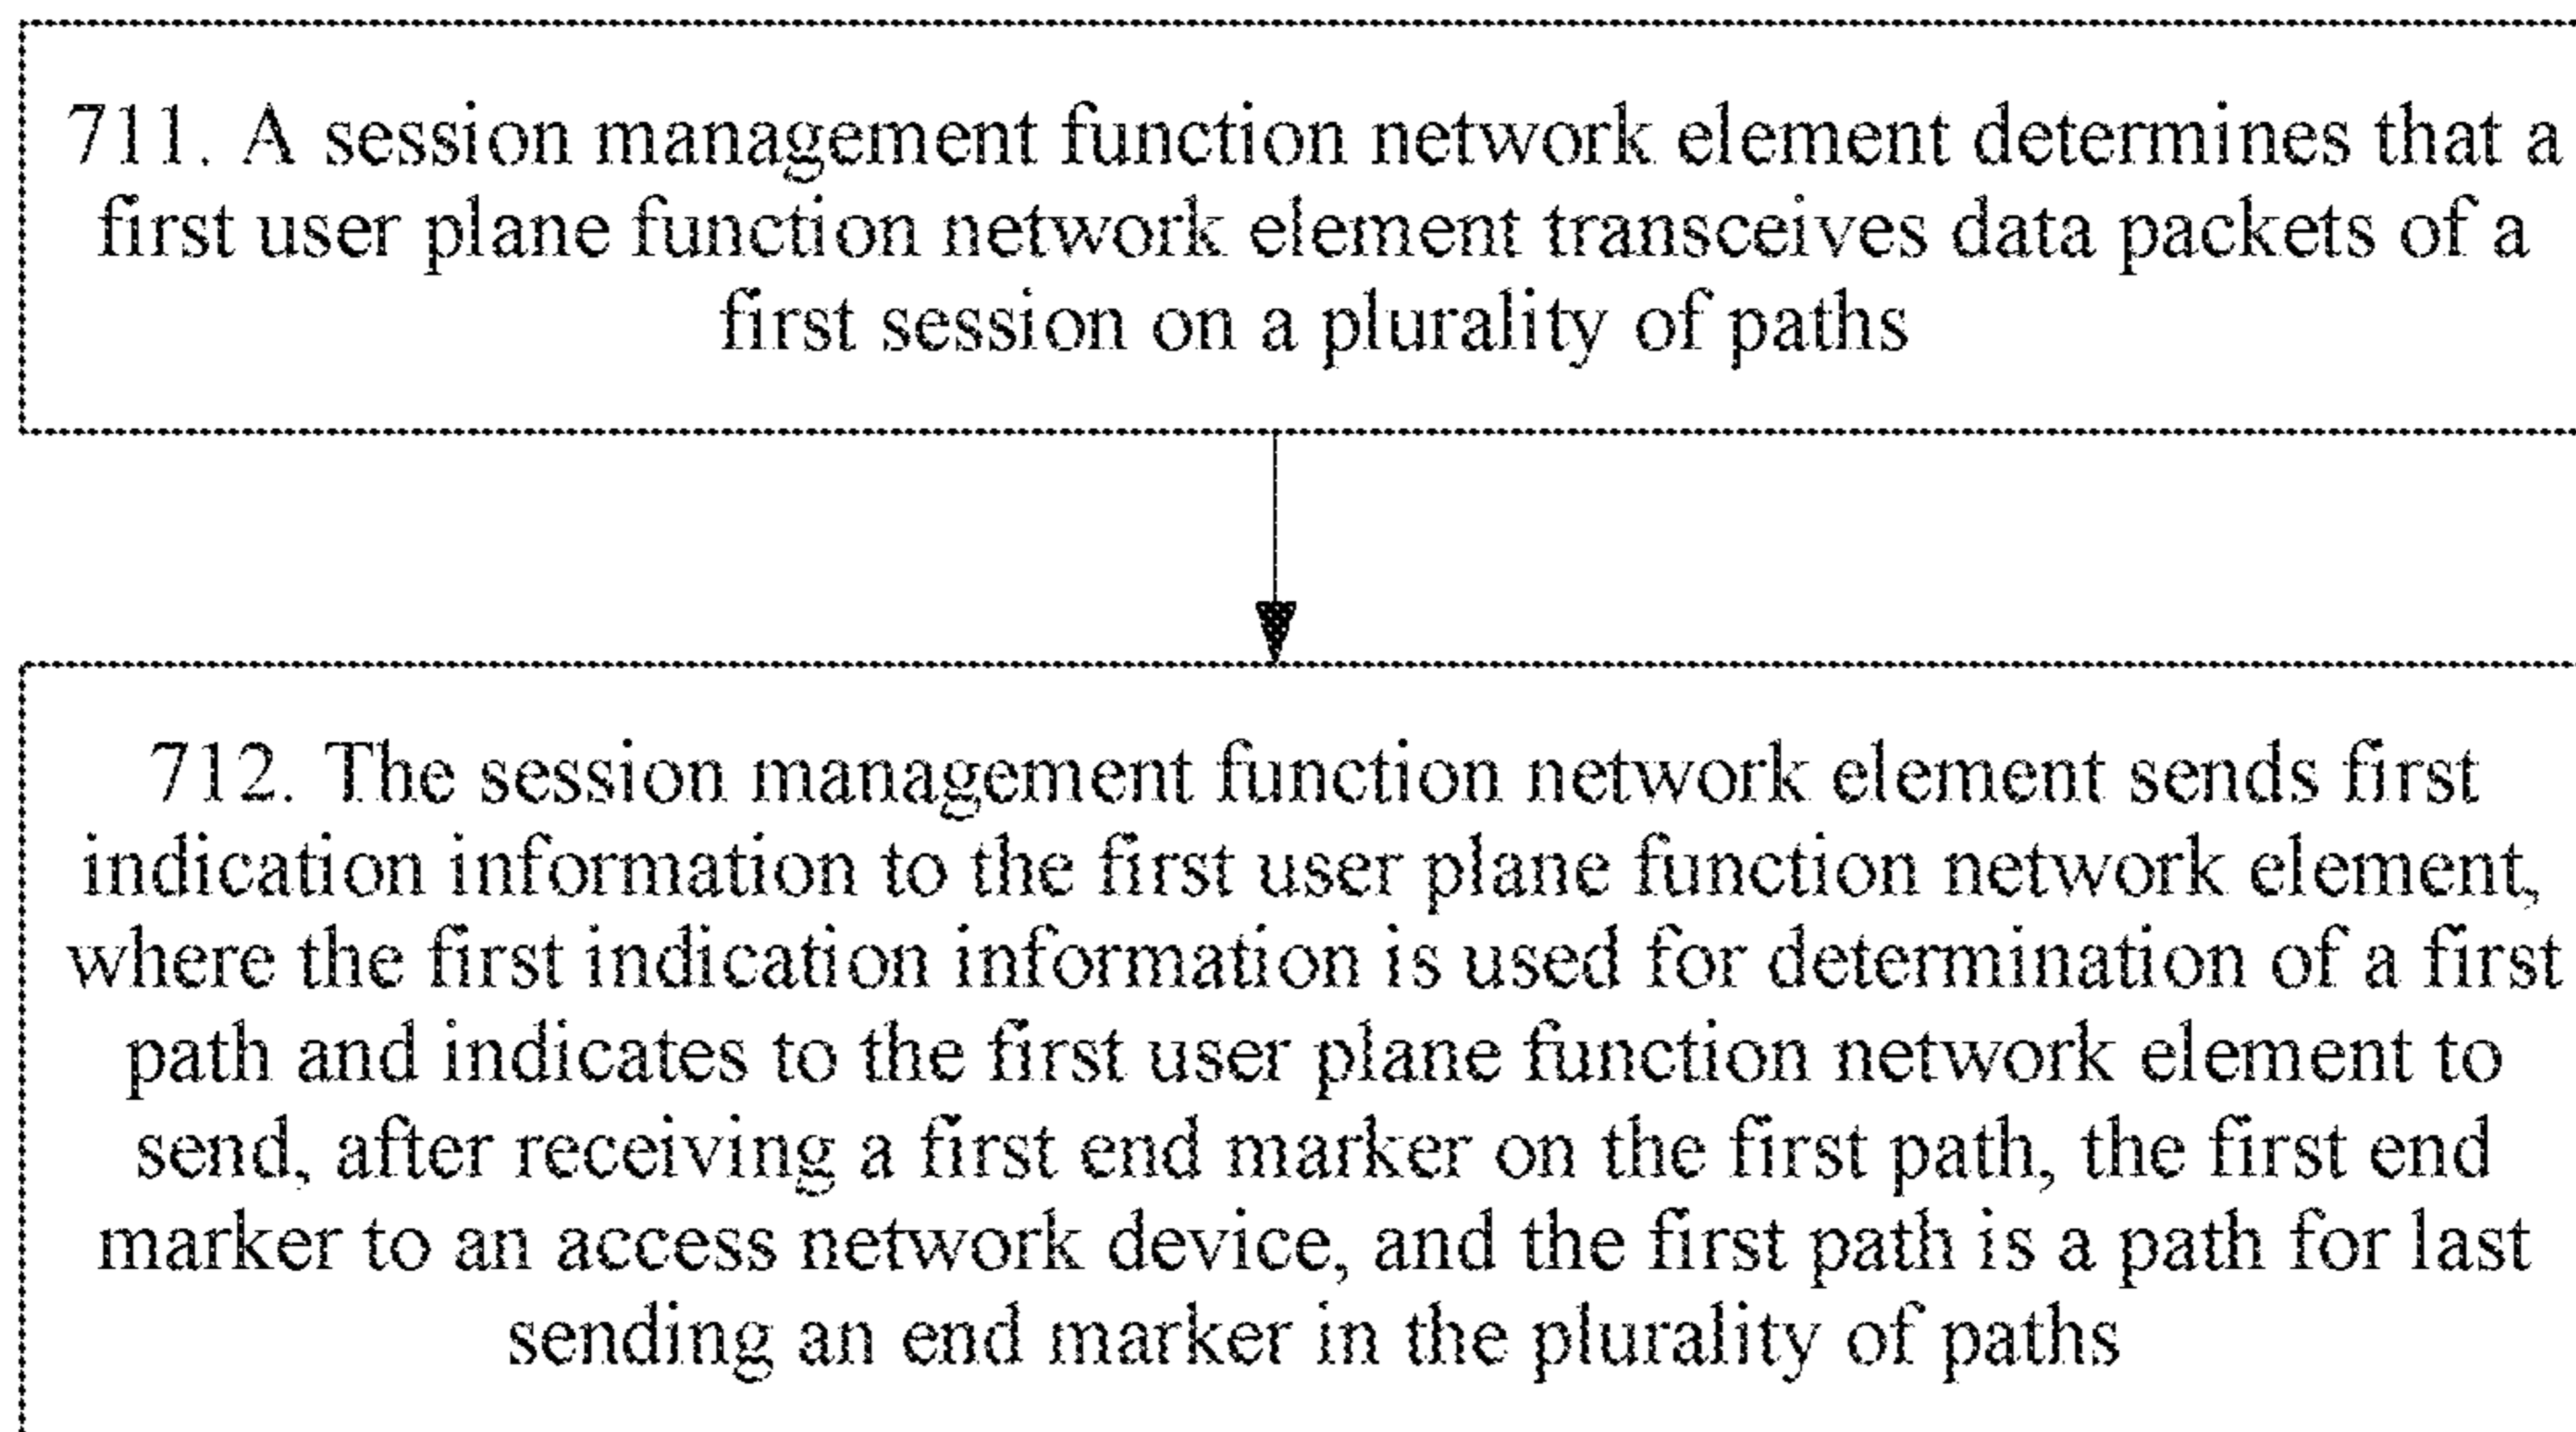 711. A session management function network element determines that a
first user plane function network element transceives data packets of a
first session on a plurality of paths
712. The session management function network element sends first
indication information to the first user plane function network element,
where the first indication information is used for determination of a first
path and indicates to the first user plane function network element to
send, after receiving a first end marker on the first path, the first end
marker to an access network device, and the first path is a path for last
sending an end marker in the plurality of paths